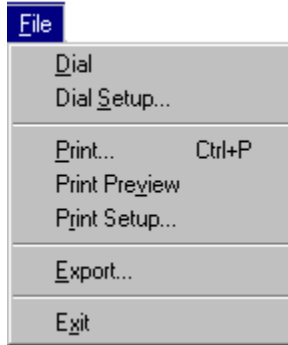 File
Dial
Dial Setup...
Print... Ctrl+P
Print Preview
Print Setup...
Export...
Exit